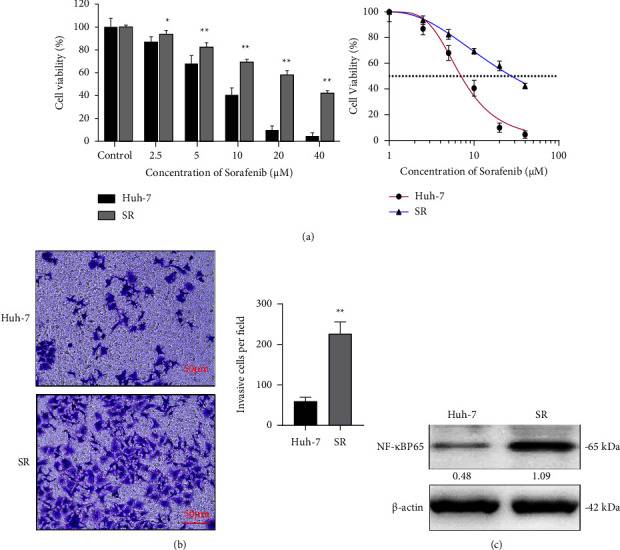 120
100
80
60
40
20
0
Cell viability (%)
* ** ** ** **
Control 2.5 5 10 20 40
Concentration of Sorafenib (μM)
Huh-7
SR
100
80
60
40
20
0
Cell Viability (%)
1 10 100
Concentration of Sorafenib (μM)
Huh-7
SR
(a)
Huh-7
50μm
SR
50μm
(b)
300
200
100
0
Invasive cells per field
**
Huh-7 SR
Huh-7 SR
NF-κBP65 -65 kDa
0.48 1.09
β-actin -42 kDa
(c)